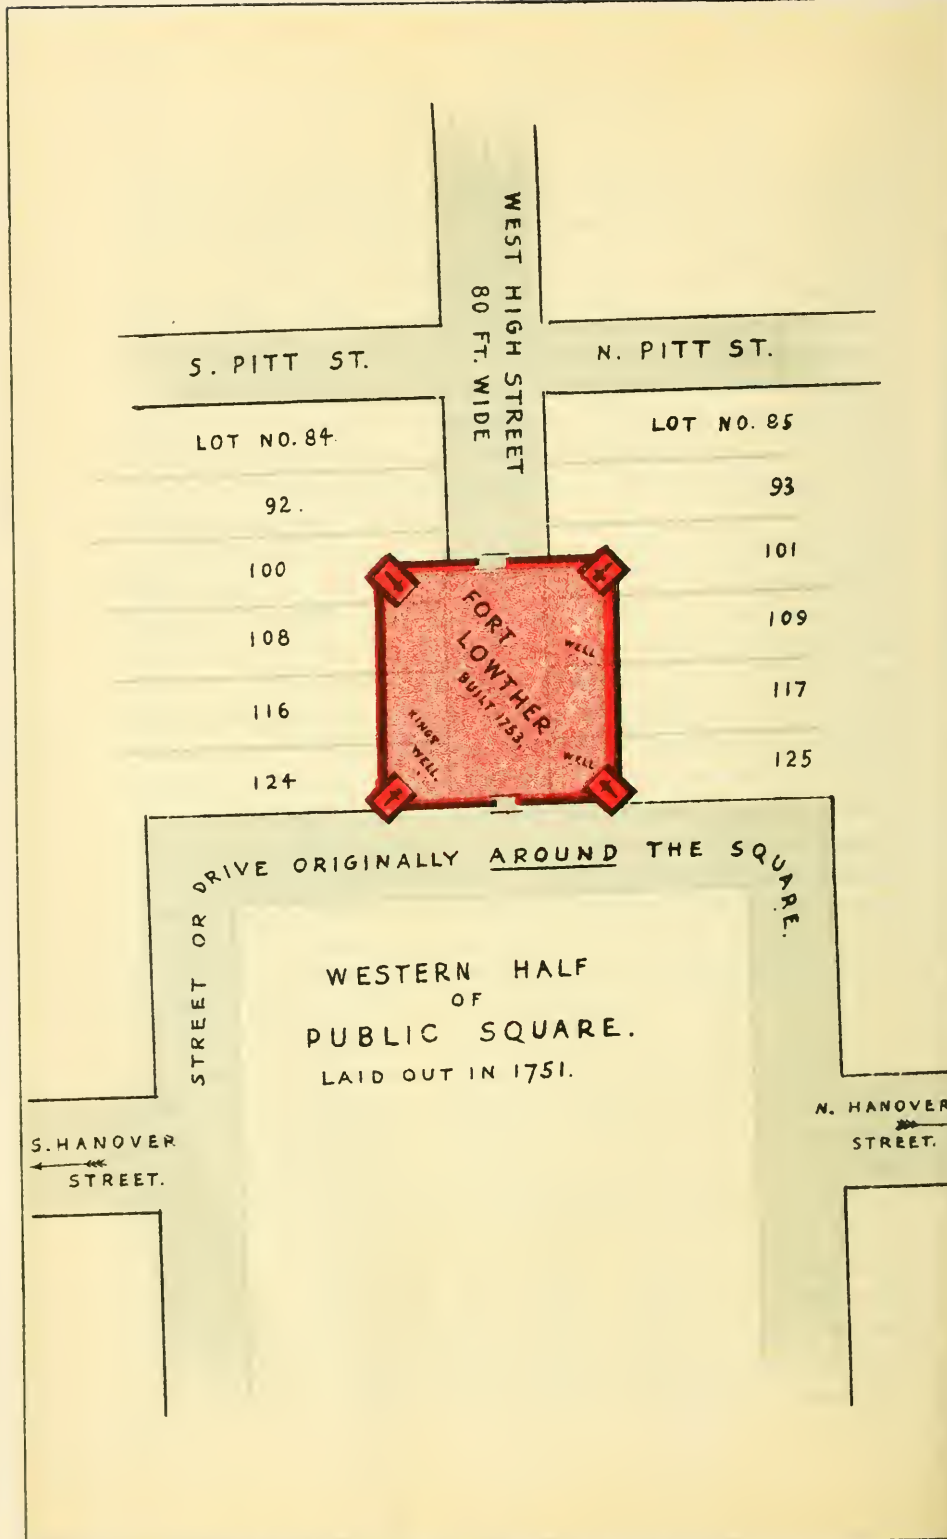 WEST HIGH STREET
80 FT. WIDE
S. PITT ST.
N. PITT ST.
LOT NO. 84.
LOT NO. 85
92.
93
100
101
108
109
116
117
124
125
FORT
LOWTHER
BUILT 1753,
WELL
KINGS
WELL.
WELL
STREET OR DRIVE ORIGINALLY AROUND THE SQUARE.
WESTERN HALF
OF
PUBLIC SQUARE.
LAID OUT IN 1751.
S. HANOVER
STREET.
N. HANOVER
STREET.